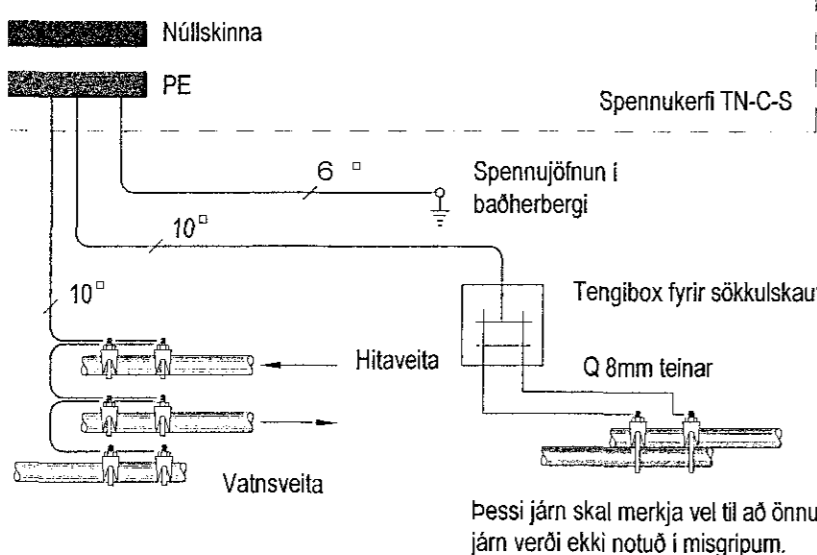 Núllskinna
PE
Spennukerfi TN-C-S
6 □
Spennujöfnun í
baðherbergi
10□
10□
Tengibox fyrir sökkulskaut
Hitaveita
Q 8mm teinar
Vatnsveita
Þessi járn skal merkja vel til að önnu
járn verði ekki notuð í misgripum.